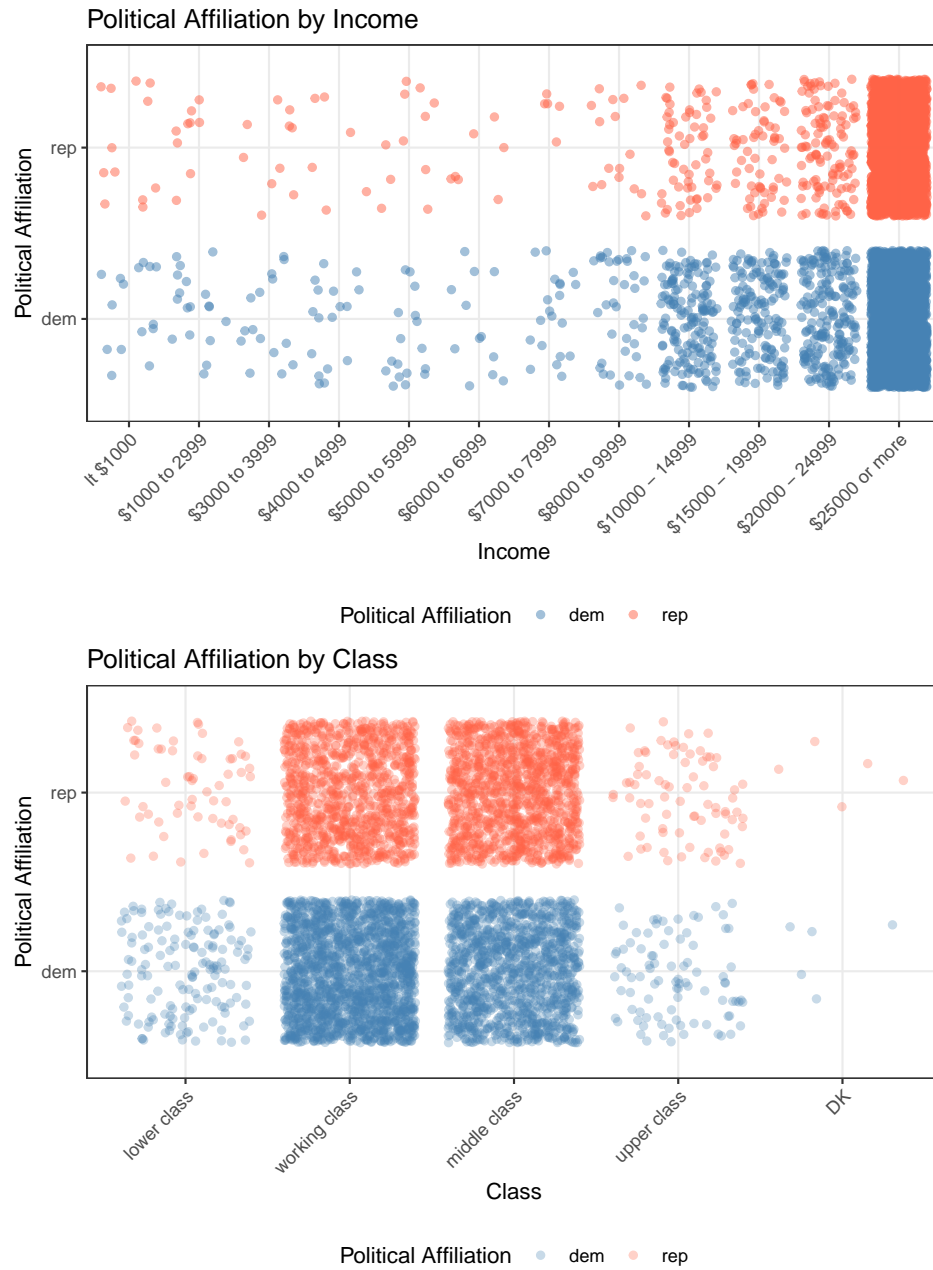 Political Affiliation by Income
Political Affiliation
rep
dem
lt $1000
$1000 to 2999
$3000 to 3999
$4000 to 4999
$5000 to 5999
$6000 to 6999
$7000 to 7999
$8000 to 9999
$10000 − 14999
$15000 − 19999
$20000 − 24999
$25000 or more
Income
Political Affiliation dem rep
Political Affiliation by Class
Political Affiliation
rep
dem
lower class
working class
middle class
upper class
DK
Class
Political Affiliation dem rep